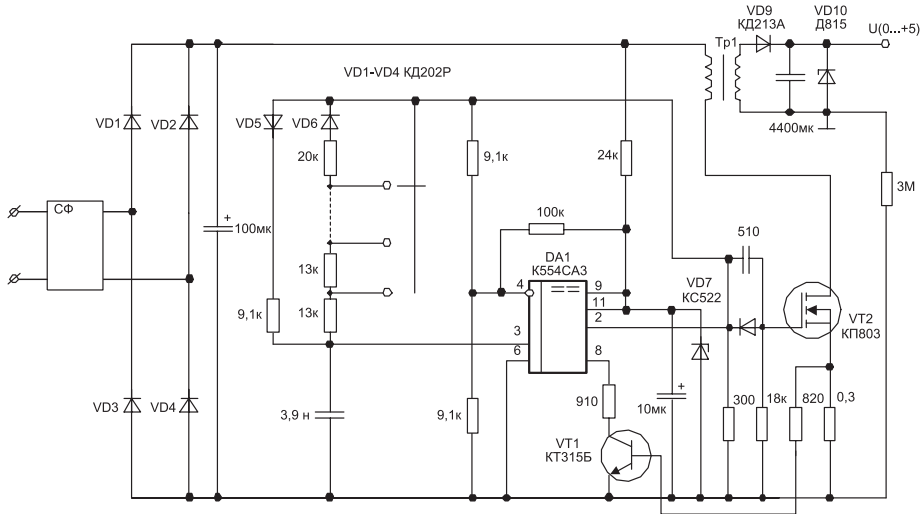 VD9
КД213А
VD10
Д815
U(0...+5)
Тр1
VD1-VD4 КД202Р
4400мк
VD1
VD2
VD5
VD6
20к
9,1к
24к
3М
СФ
+
100мк
100к
510
DA1
К554СА3
13к
4
==
9
11
2
VD7
КС522
VT2
КП803
9,1к
13к
3
6
8
VD3
VD4
3,9 н
9,1к
910
+
10мк
300
18к
820
0,3
VT1
КТ315Б